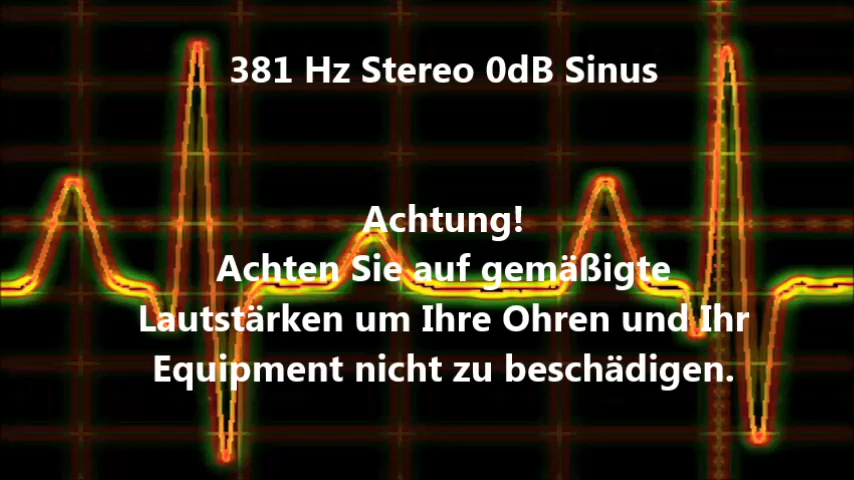 381 Hz Stereo 0dB Sinus
Achtung!
Achten Sie auf gemäßigte
Lautstärken um Ihre Ohren und Ihr
Equipment nicht zu beschädigen.